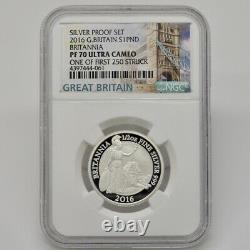 SILVER PROOF SET
2016 G.BRITAIN S1PND
BRITANNIA
PF 70 ULTRA CAMEO
ONE OF FIRST 250 STRUCK
4397444-061
GREAT BRITAIN
NGC
BRITANNIA 1/2oz FINE SILVER 999
2016